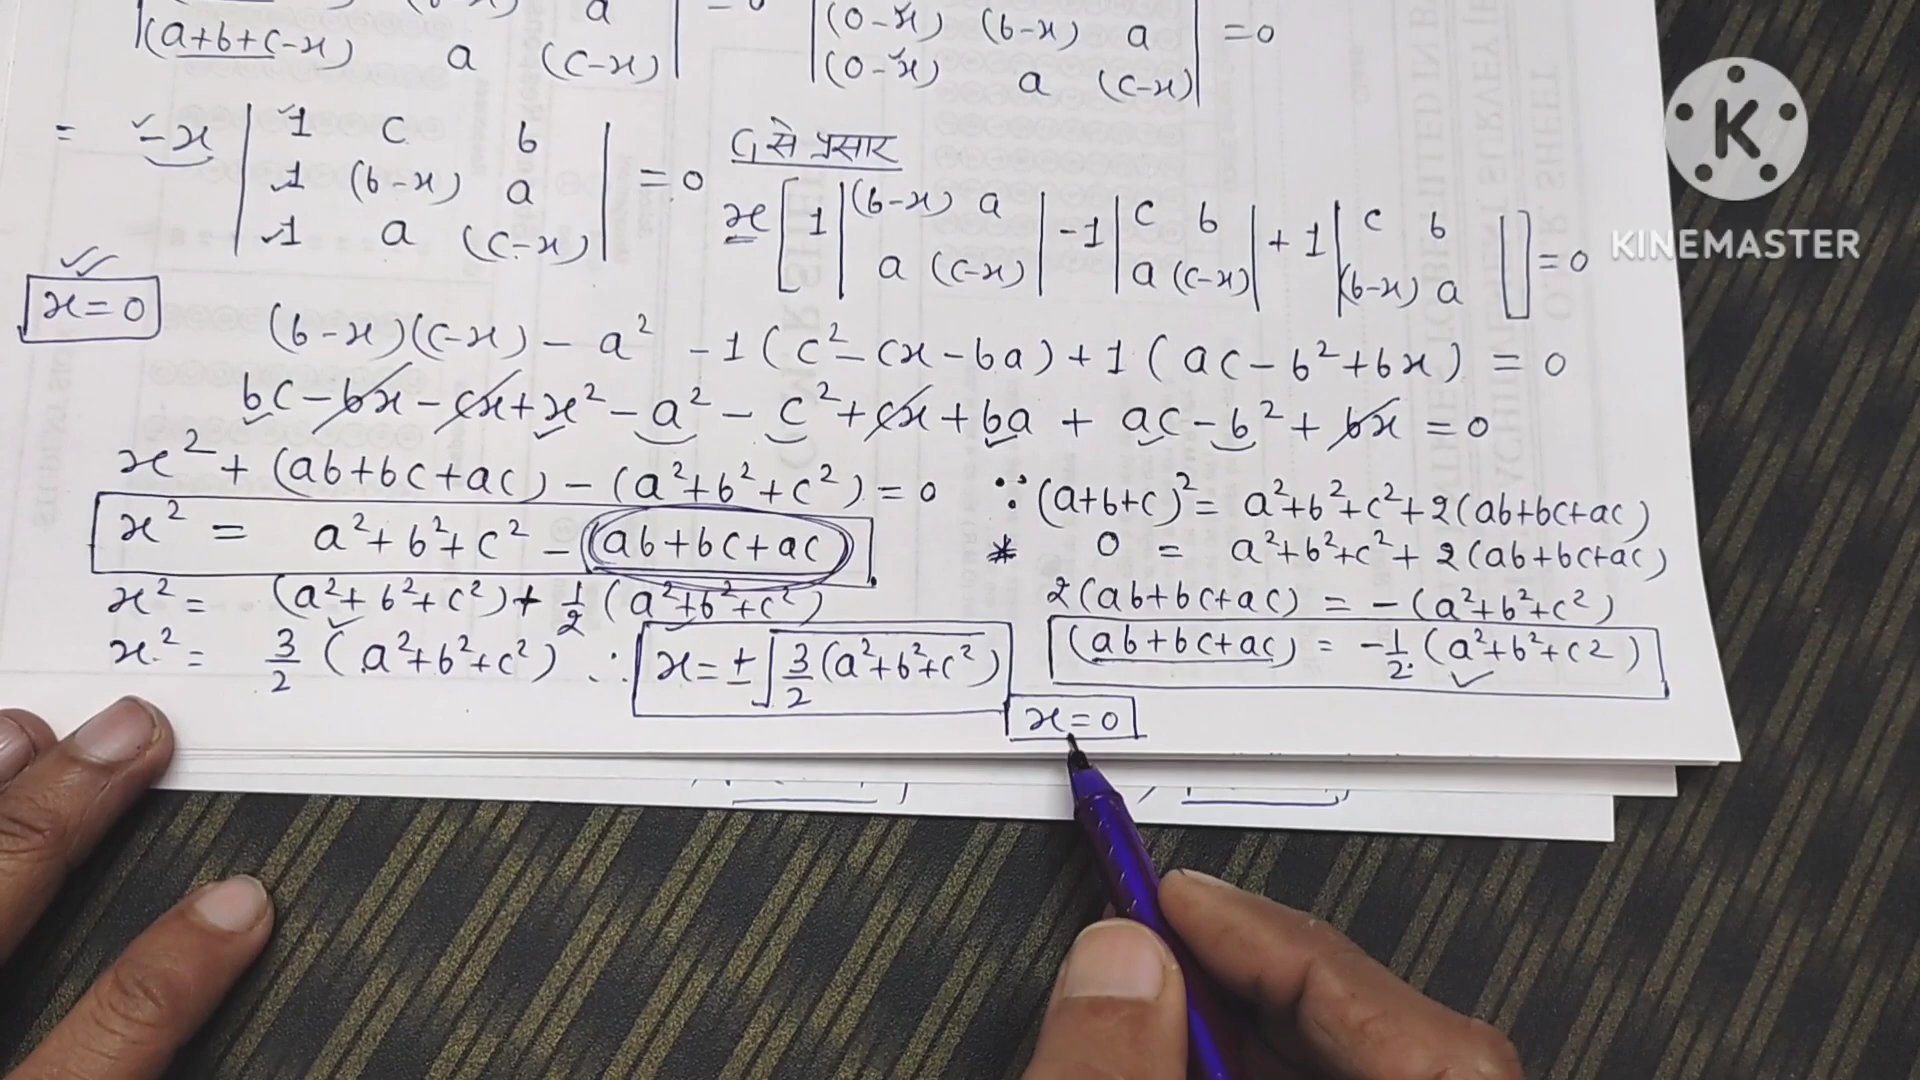 a
|(a+b+c-x) a (c-x)|
|(0-x) (b-x) a| = 0
|(0-x) a (c-x)|
= -x | 1 c b |
| 1 (b-x) a | = 0
| 1 a (c-x) |
C₁ से प्रसार
x [ 1 | (b-x) a | -1 | c b | + 1 | c b | ] = 0
| a (c-x) | | a (c-x) | | (b-x) a |
x = 0
(b-x)(c-x) - a² - 1(c² - cx - ba) + 1(ac - b² + bx) = 0
bc - bx - cx + x² - a² - c² + cx + ba + ac - b² + bx = 0
x² + (ab+bc+ac) - (a²+b²+c²) = 0
x² = a²+b²+c² - (ab+bc+ac)
x² = (a²+b²+c²) + 1/2 (a²+b²+c²)
x² = 3/2 (a²+b²+c²) ∴ x = ±√3/2 (a²+b²+c²)
∵ (a+b+c)² = a²+b²+c²+2(ab+bc+ac)
* 0 = a²+b²+c²+2(ab+bc+ac)
2(ab+bc+ac) = -(a²+b²+c²)
(ab+bc+ac) = -1/2 (a²+b²+c2)
x = 0
K
KINEMASTER